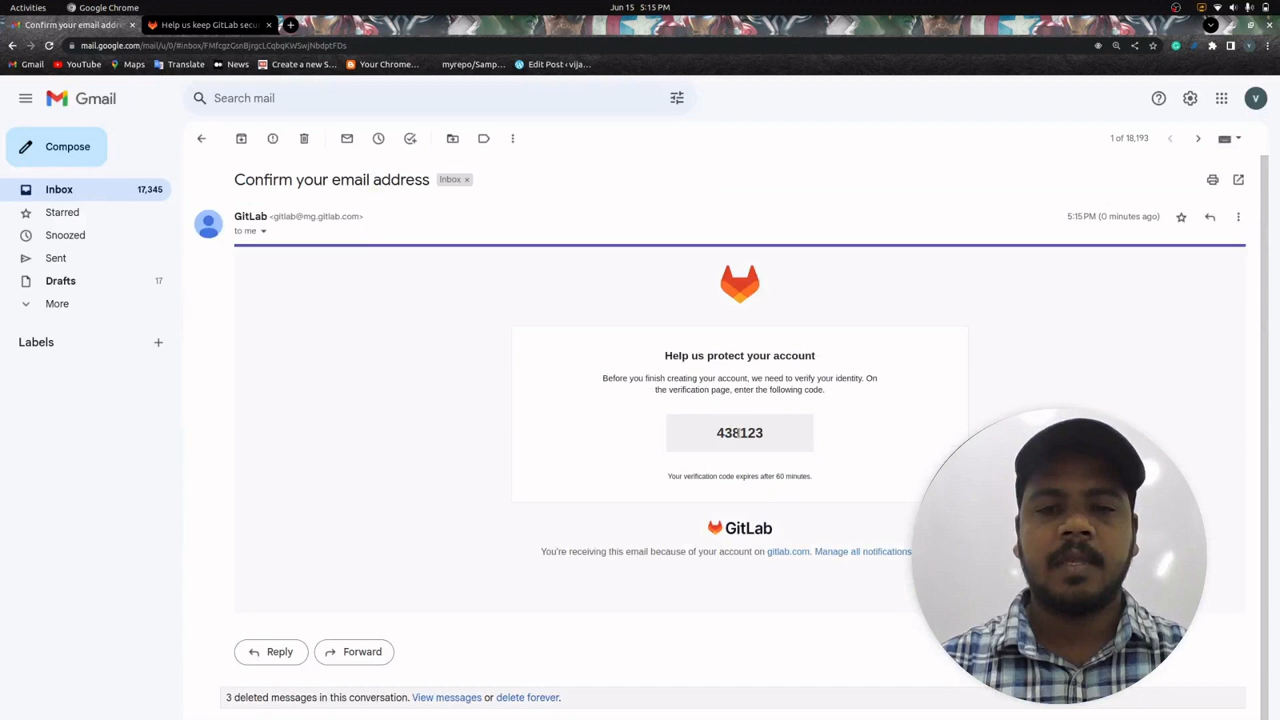 Activities
Google Chrome
Jun 15 5:15 PM
Confirm your email address
Help us keep GitLab secu
mail.google.com/mail/u/0/#inbox/FMfcgzGsnBjrgcLCqbqKWSwjNbdptFDs
Gmail
YouTube
Maps
Translate
News
Create a new S...
Your Chrome...
myrepo/Samp...
Edit Post ‹ vija...
Gmail
Search mail
V
Compose
1 of 18,193
Confirm your email address
Inbox ×
Inbox 17,345
Starred
Snoozed
Sent
Drafts 17
More
Labels
GitLab <gitlab@mg.gitlab.com>
5:15 PM (0 minutes ago)
to me
Help us protect your account
Before you finish creating your account, we need to verify your identity. On
the verification page, enter the following code.
438123
Your verification code expires after 60 minutes.
GitLab
You're receiving this email because of your account on gitlab.com. Manage all notifications
Reply
Forward
3 deleted messages in this conversation. View messages or delete forever.